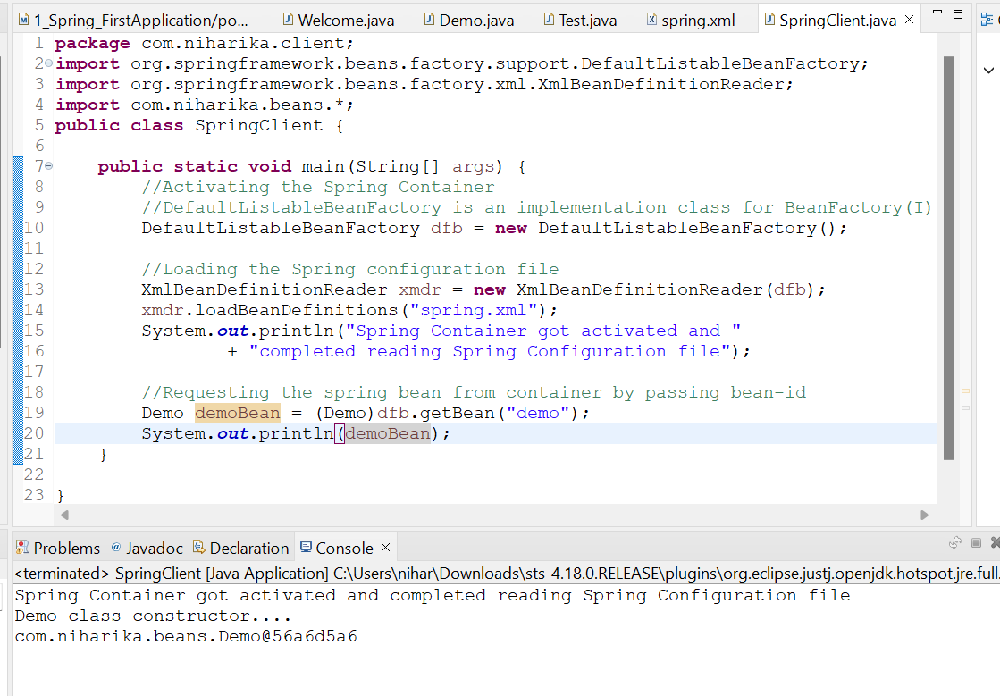 1_Spring_FirstApplication/po... Welcome.java Demo.java Test.java spring.xml SpringClient.java
1 package com.niharika.client;
2 import org.springframework.beans.factory.support.DefaultListableBeanFactory;
3 import org.springframework.beans.factory.xml.XmlBeanDefinitionReader;
4 import com.niharika.beans.*;
5 public class SpringClient {
6
7     public static void main(String[] args) {
8         //Activating the Spring Container
9         //DefaultListableBeanFactory is an implementation class for BeanFactory(I)
10         DefaultListableBeanFactory dfb = new DefaultListableBeanFactory();
11
12         //Loading the Spring configuration file
13         XmlBeanDefinitionReader xmdr = new XmlBeanDefinitionReader(dfb);
14         xmdr.loadBeanDefinitions("spring.xml");
15         System.out.println("Spring Container got activated and "
16                 + "completed reading Spring Configuration file");
17
18         //Requesting the spring bean from container by passing bean-id
19         Demo demoBean = (Demo)dfb.getBean("demo");
20         System.out.println(demoBean);
21     }
22
23 }
Problems @ Javadoc Declaration Console
<terminated> SpringClient [Java Application] C:\Users\nihar\Downloads\sts-4.18.0.RELEASE\plugins\org.eclipse.justj.openjdk.hotspot.jre.full.
Spring Container got activated and completed reading Spring Configuration file
Demo class constructor....
com.niharika.beans.Demo@56a6d5a6